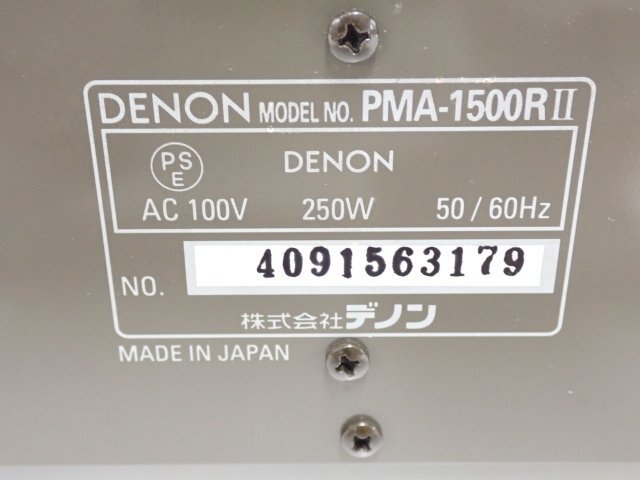 DENON MODEL NO. PMA-1500RII
PSE DENON
AC 100V 250W 50 / 60Hz
NO. 4091563179
株式会社デノン
MADE IN JAPAN